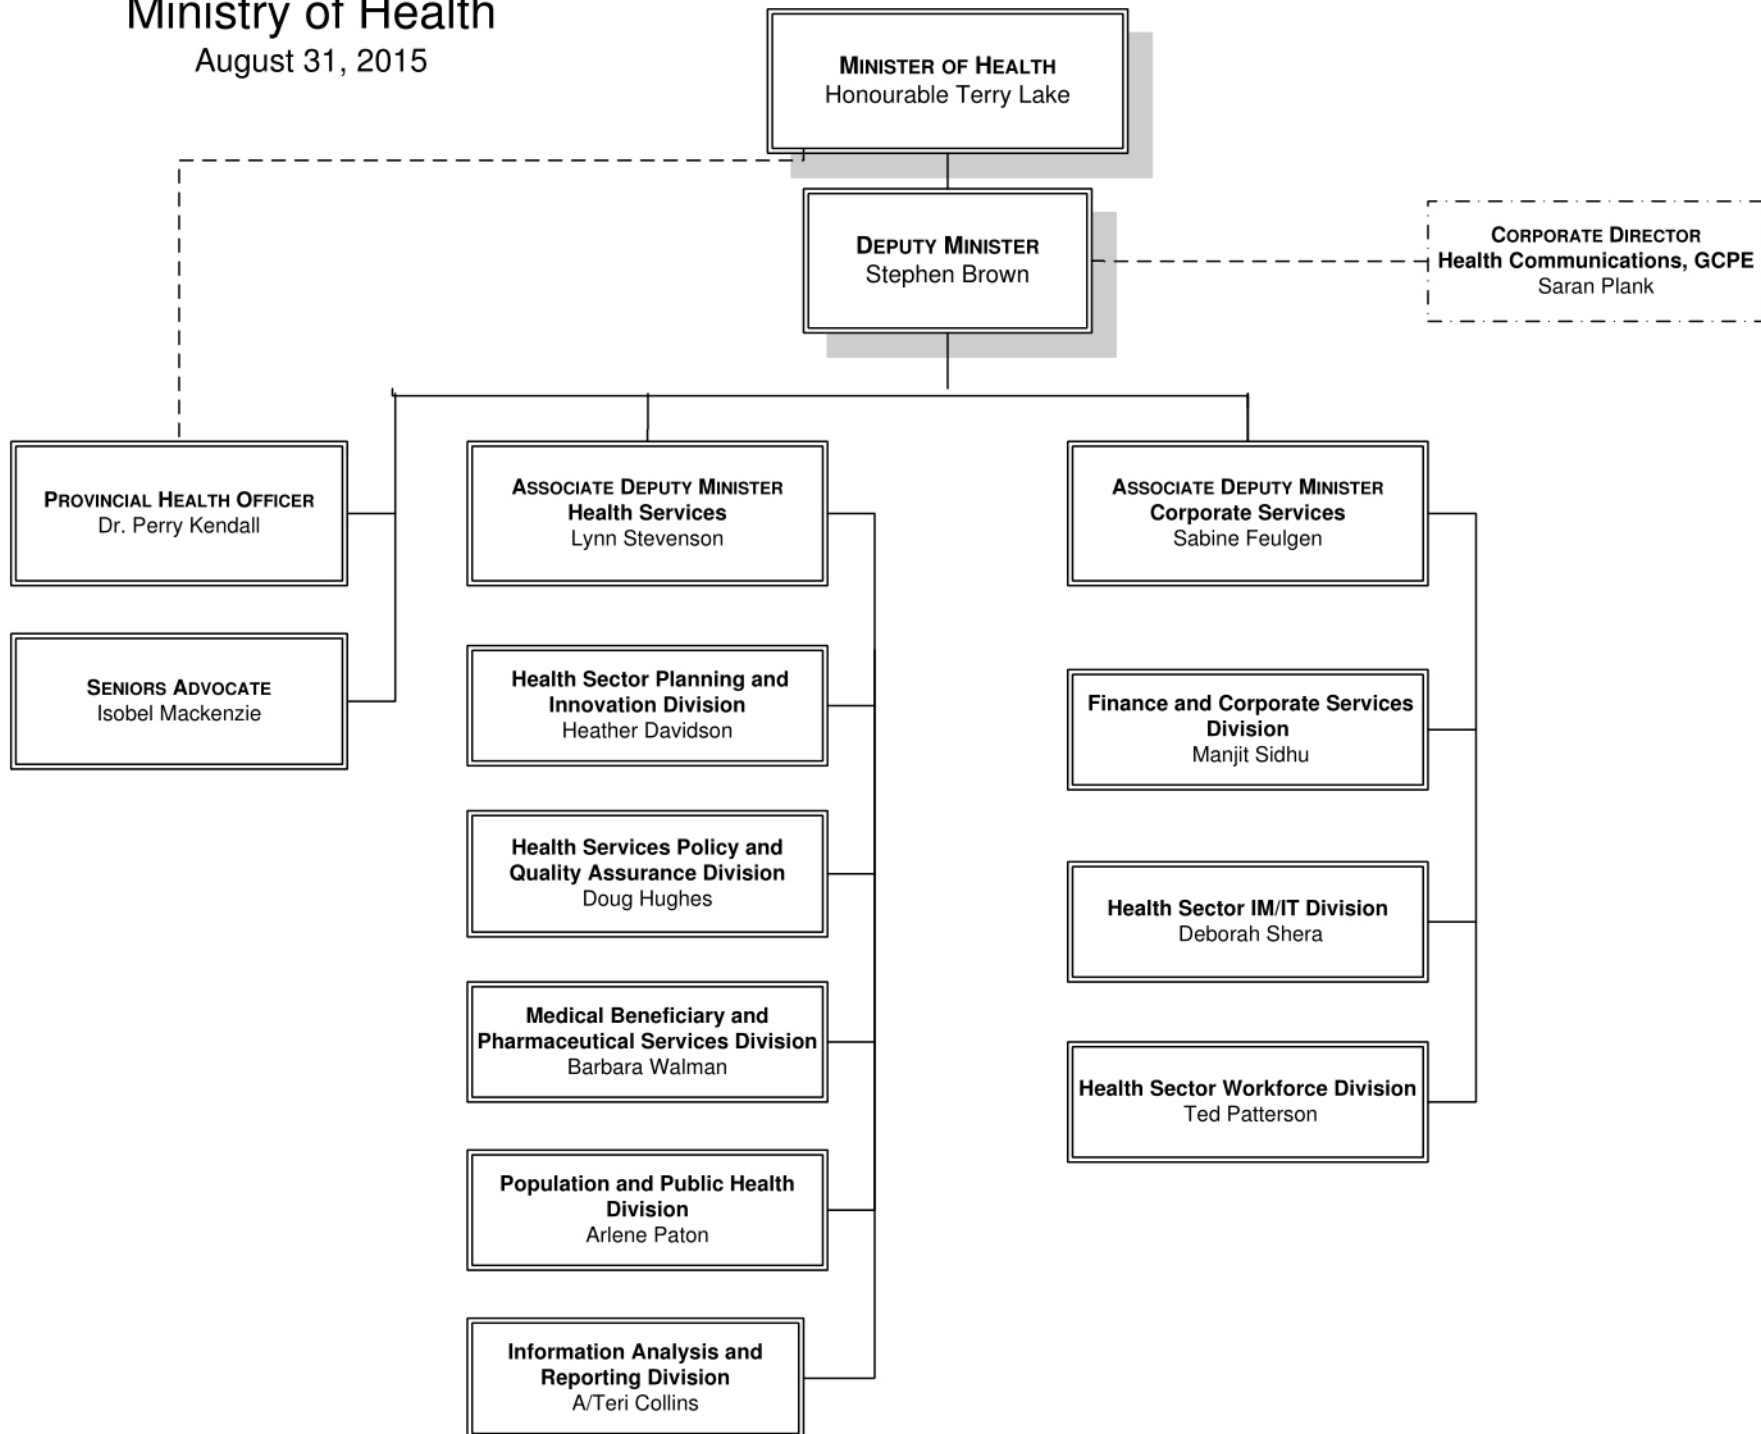 Ministry of Health
August 31, 2015
MINISTER OF HEALTH
Honourable Terry Lake
DEPUTY MINISTER
Stephen Brown
CORPORATE DIRECTOR
Health Communications, GCPE
Saran Plank
PROVINCIAL HEALTH OFFICER
Dr. Perry Kendall
SENIORS ADVOCATE
Isobel Mackenzie
ASSOCIATE DEPUTY MINISTER
Health Services
Lynn Stevenson
Health Sector Planning and
Innovation Division
Heather Davidson
Health Services Policy and
Quality Assurance Division
Doug Hughes
Medical Beneficiary and
Pharmaceutical Services Division
Barbara Walman
Population and Public Health
Division
Arlene Paton
Information Analysis and
Reporting Division
A/Teri Collins
ASSOCIATE DEPUTY MINISTER
Corporate Services
Sabine Feulgen
Finance and Corporate Services
Division
Manjit Sidhu
Health Sector IM/IT Division
Deborah Shera
Health Sector Workforce Division
Ted Patterson